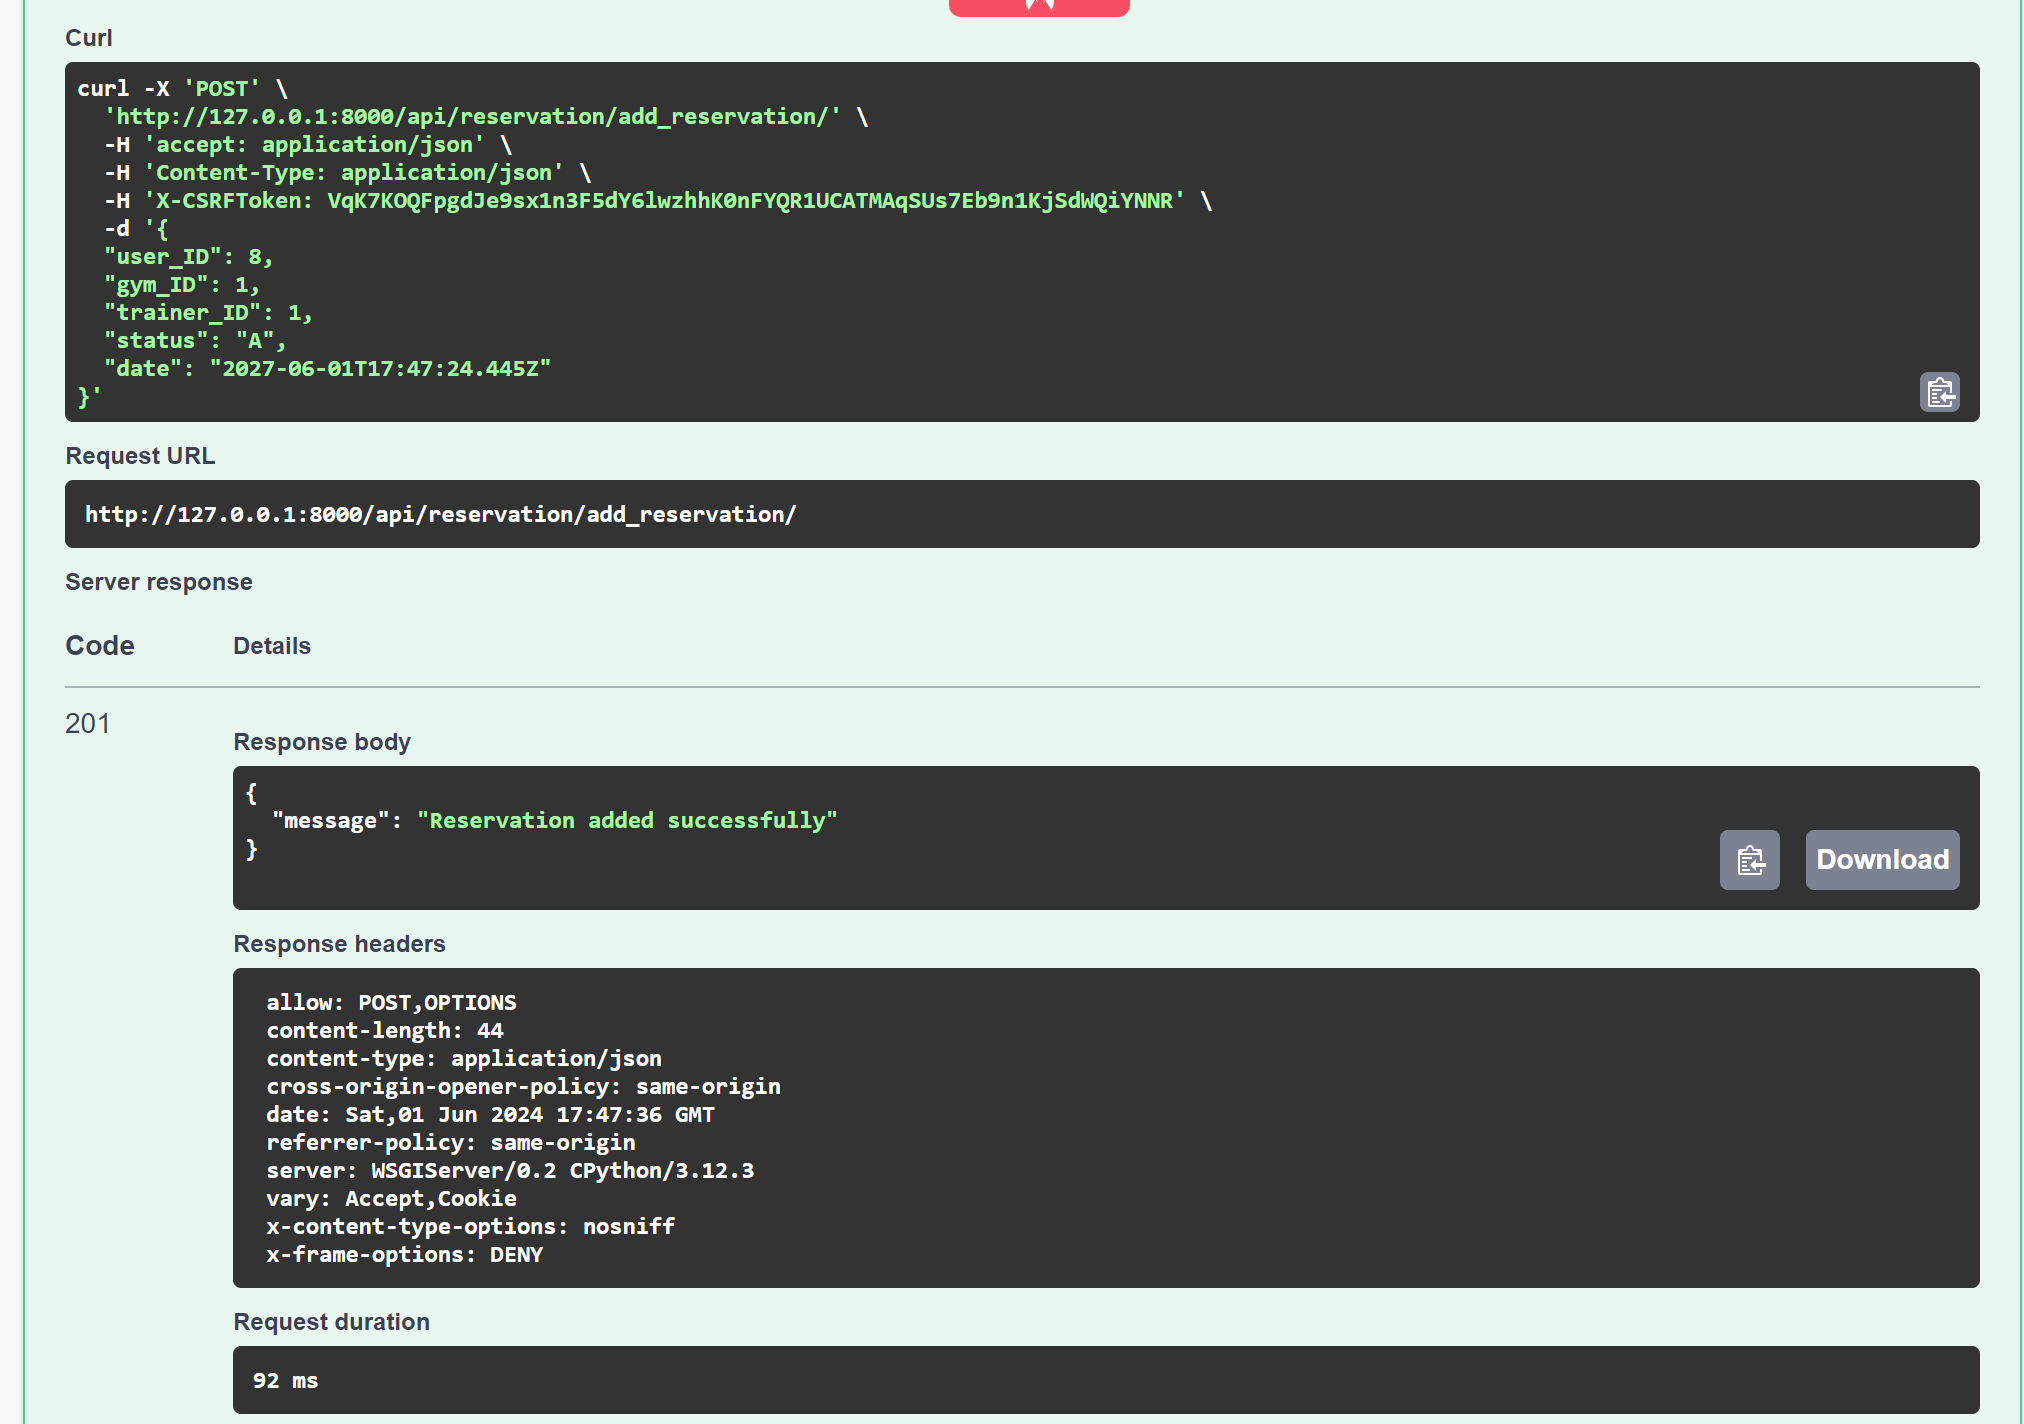 Curl
curl -X 'POST' \
  'http://127.0.0.1:8000/api/reservation/add_reservation/' \
  -H 'accept: application/json' \
  -H 'Content-Type: application/json' \
  -H 'X-CSRFToken: VqK7KOQFpgdJe9sx1n3F5dY6lwzhhK0nFYQR1UCATMAqSUs7Eb9n1KjSdWQiYNNR' \
  -d '{
  "user_ID": 8,
  "gym_ID": 1,
  "trainer_ID": 1,
  "status": "A",
  "date": "2027-06-01T17:47:24.445Z"
}'
Request URL
http://127.0.0.1:8000/api/reservation/add_reservation/
Server response
Code Details
201
Response body
{
  "message": "Reservation added successfully"
}
Download
Response headers
allow: POST,OPTIONS
content-length: 44
content-type: application/json
cross-origin-opener-policy: same-origin
date: Sat,01 Jun 2024 17:47:36 GMT
referrer-policy: same-origin
server: WSGIServer/0.2 CPython/3.12.3
vary: Accept,Cookie
x-content-type-options: nosniff
x-frame-options: DENY
Request duration
92 ms